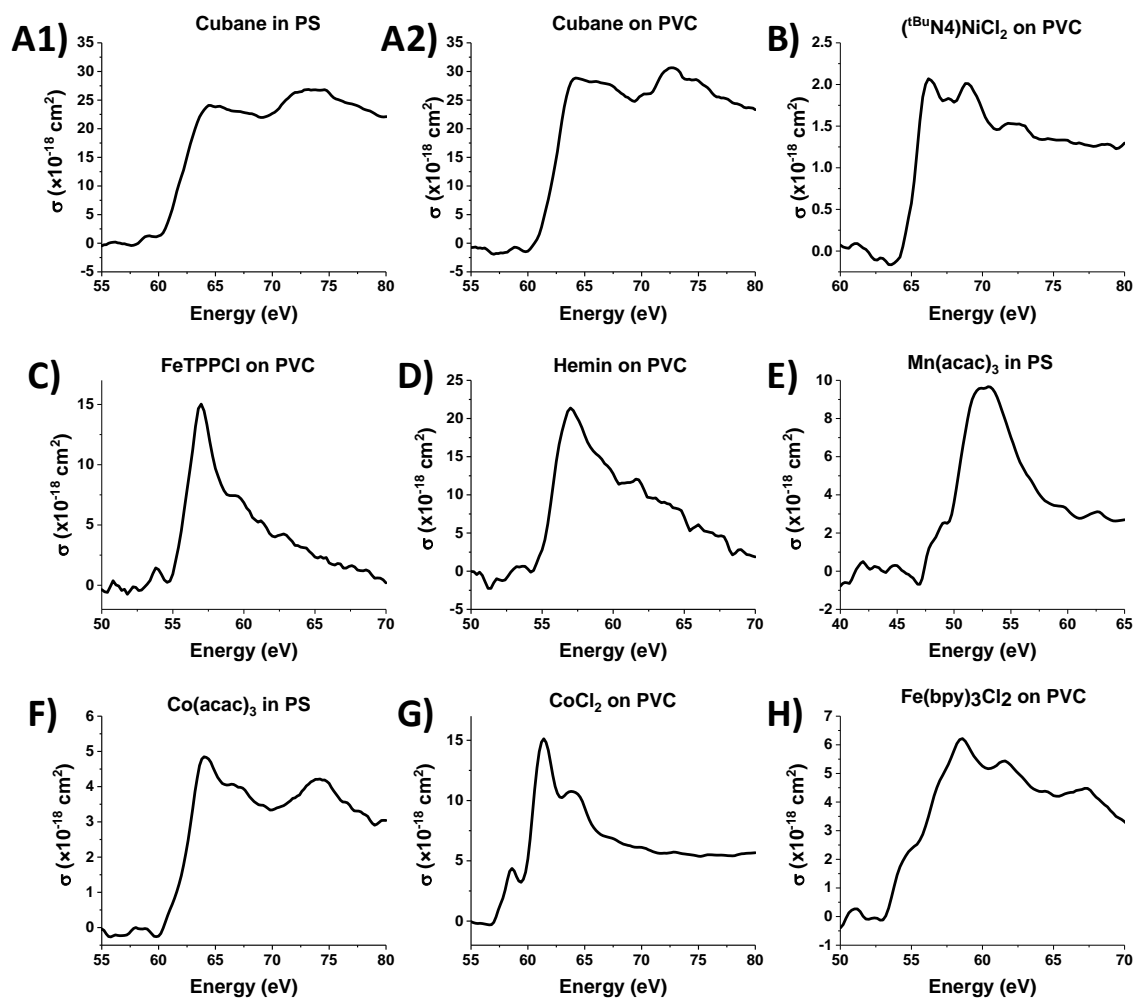 A1)
Cubane in PS
σ (×10⁻¹⁸ cm²)
35
30
25
20
15
10
5
0
-5
55 60 65 70 75 80
Energy (eV)
A2)
Cubane on PVC
σ (x10⁻¹⁸ cm²)
35
30
25
20
15
10
5
0
-5
55 60 65 70 75 80
Energy (eV)
B)
(ᵗᴮᵘN4)NiCl₂ on PVC
σ (x10⁻¹⁸ cm²)
2.5
2.0
1.5
1.0
0.5
0.0
60 65 70 75 80
Energy (eV)
C)
FeTPPCl on PVC
σ (×10⁻¹⁸ cm²)
15
10
5
0
50 55 60 65 70
Energy (eV)
D)
Hemin on PVC
σ (×10⁻¹⁸ cm²)
25
20
15
10
5
0
-5
50 55 60 65 70
Energy (eV)
E)
Mn(acac)₃ in PS
σ (×10⁻¹⁸ cm²)
10
8
6
4
2
0
-2
40 45 50 55 60 65
Energy (eV)
F)
Co(acac)₃ in PS
σ (×10⁻¹⁸ cm²)
6
5
4
3
2
1
0
55 60 65 70 75 80
Energy (eV)
G)
CoCl₂ on PVC
σ (×10⁻¹⁸ cm²)
15
10
5
0
55 60 65 70 75 80
Energy (eV)
H)
Fe(bpy)3Cl2 on PVC
σ (×10⁻¹⁸ cm²)
7
6
5
4
3
2
1
0
-1
50 55 60 65 70
Energy (eV)